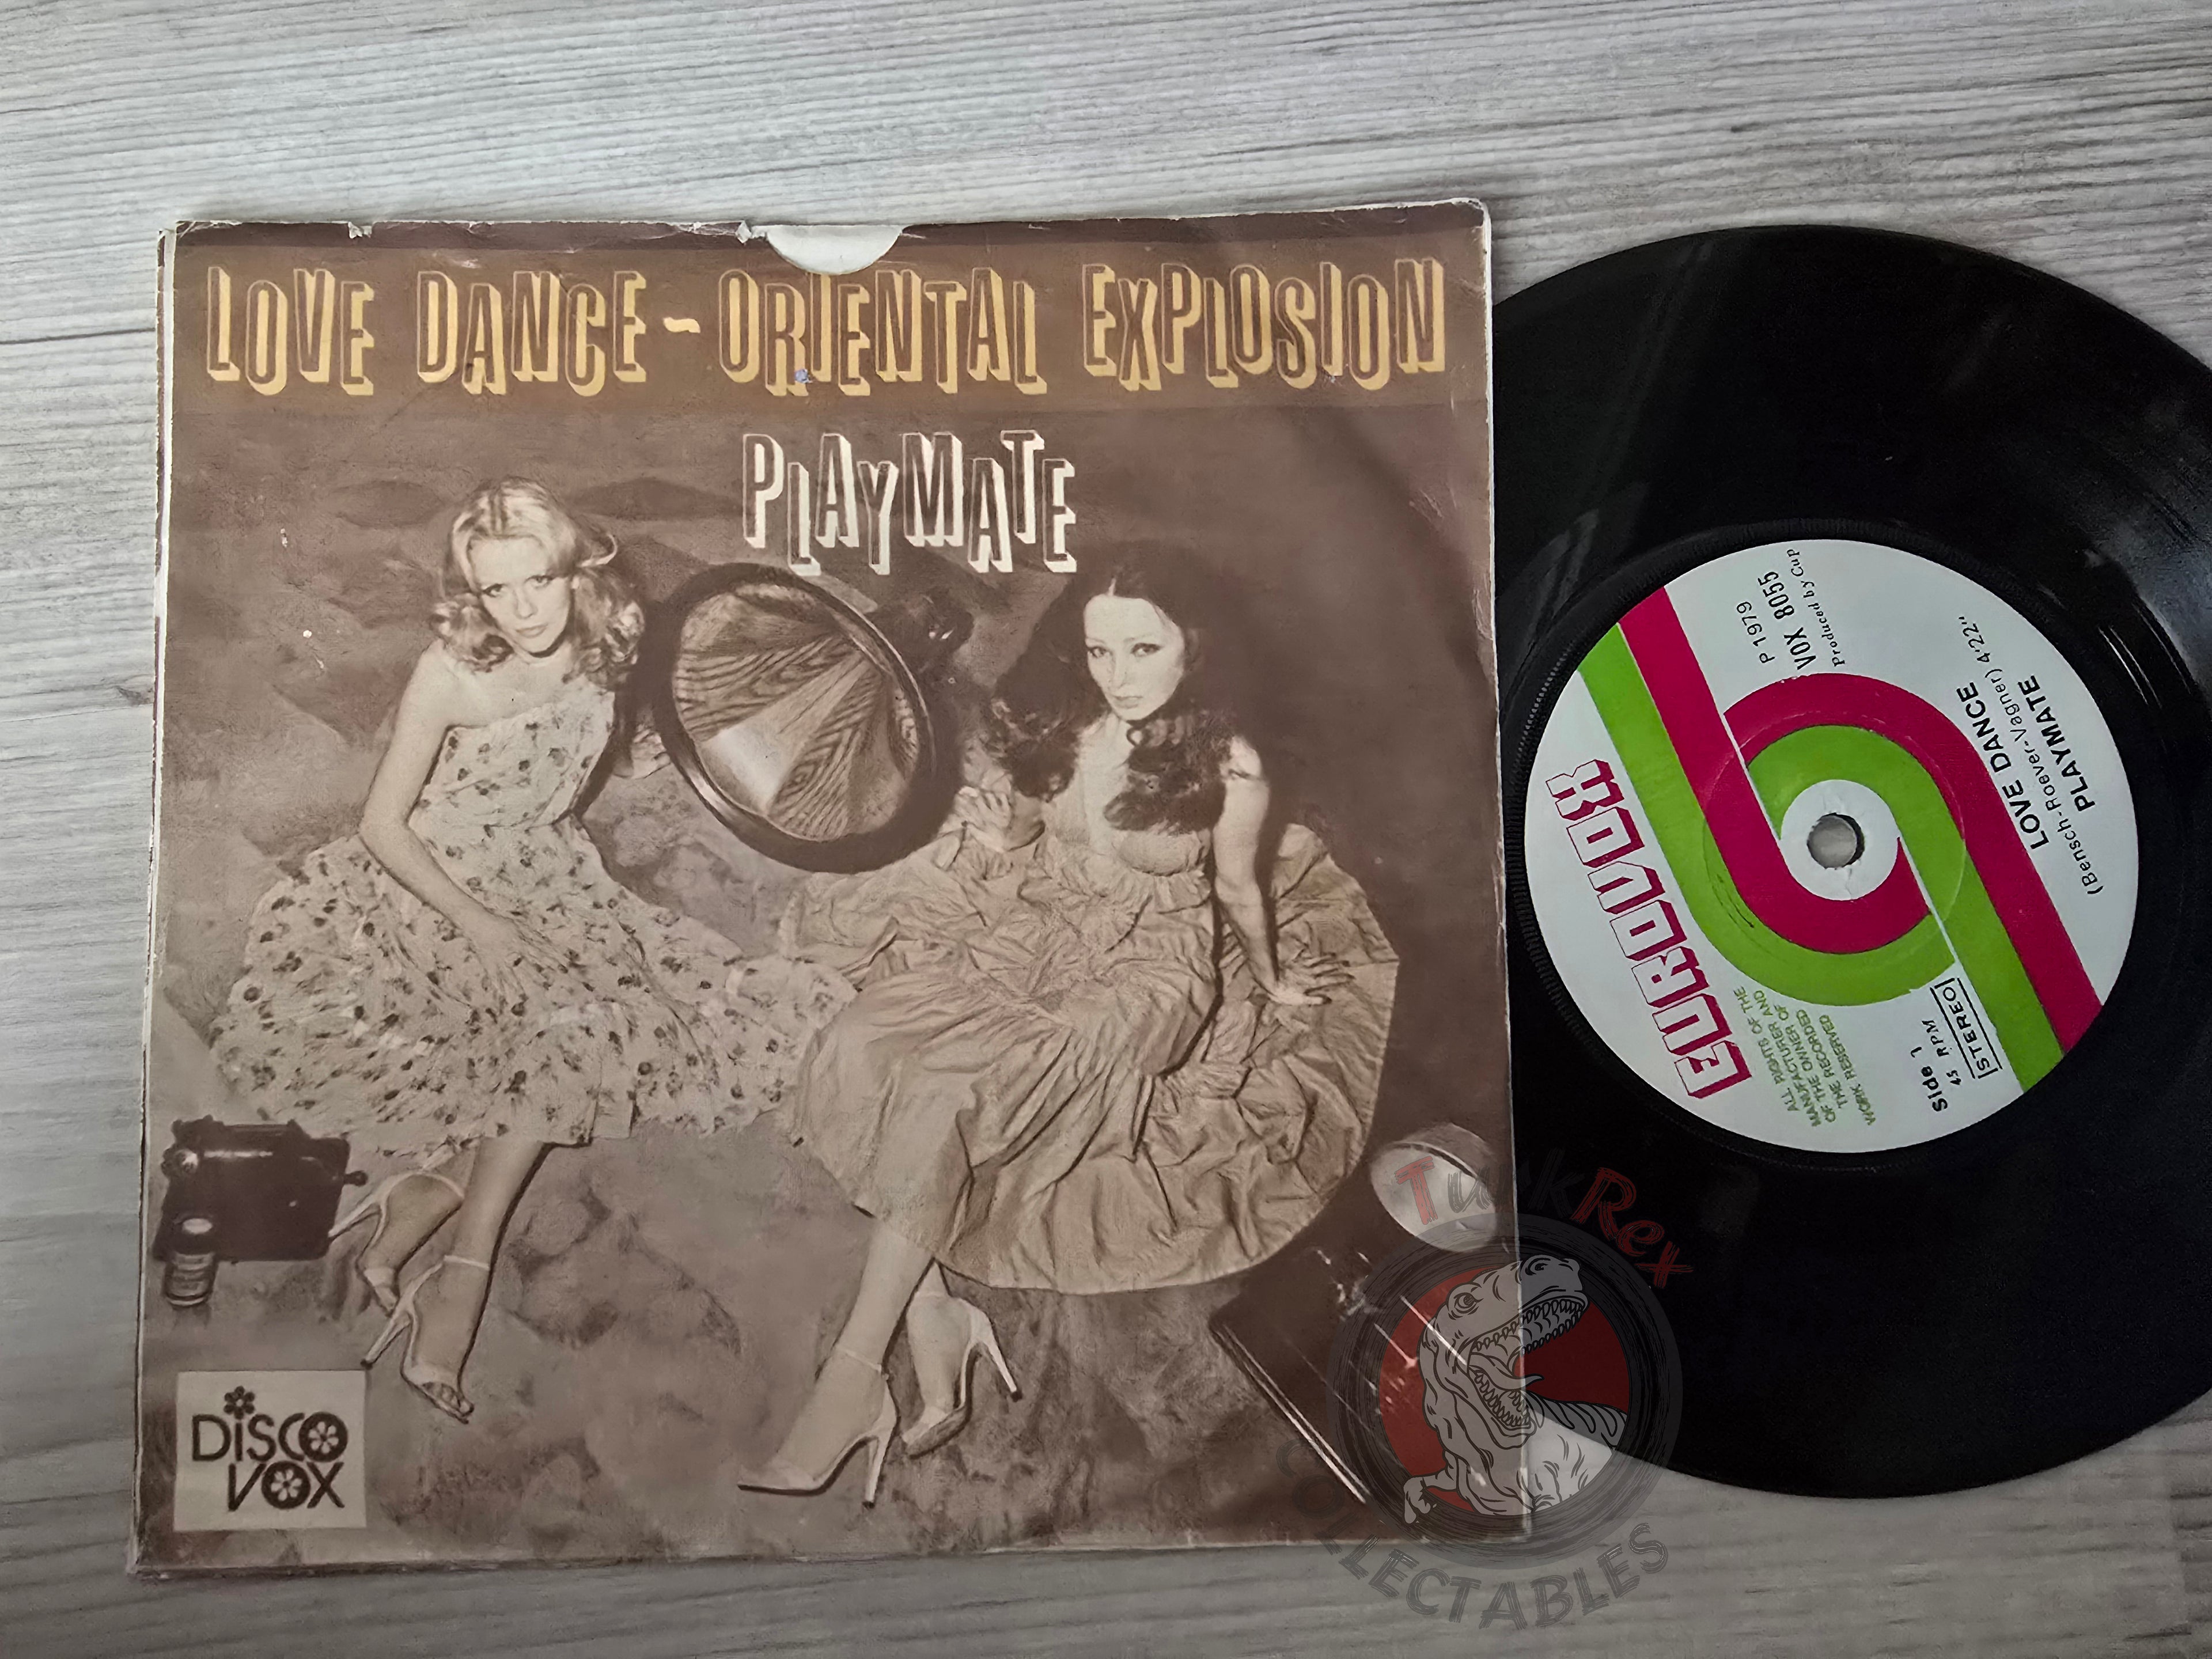 LOVE DANCE - ORIENTAL EXPLOSION
PLAYMATE
DISCO
VOX
EUROVOX
P 1979
VOX 8055
Produced by Cup
LOVE DANCE
(Bensch-Roever-Vagner) 4'22"
PLAYMATE
ALL RIGHTS OF THE
MANUFACTURER AND
OF THE OWNER OF
THE RECORDED
WORK RESERVED
Side 1
45 RPM
STEREO
TurkRex
COLLECTABLES